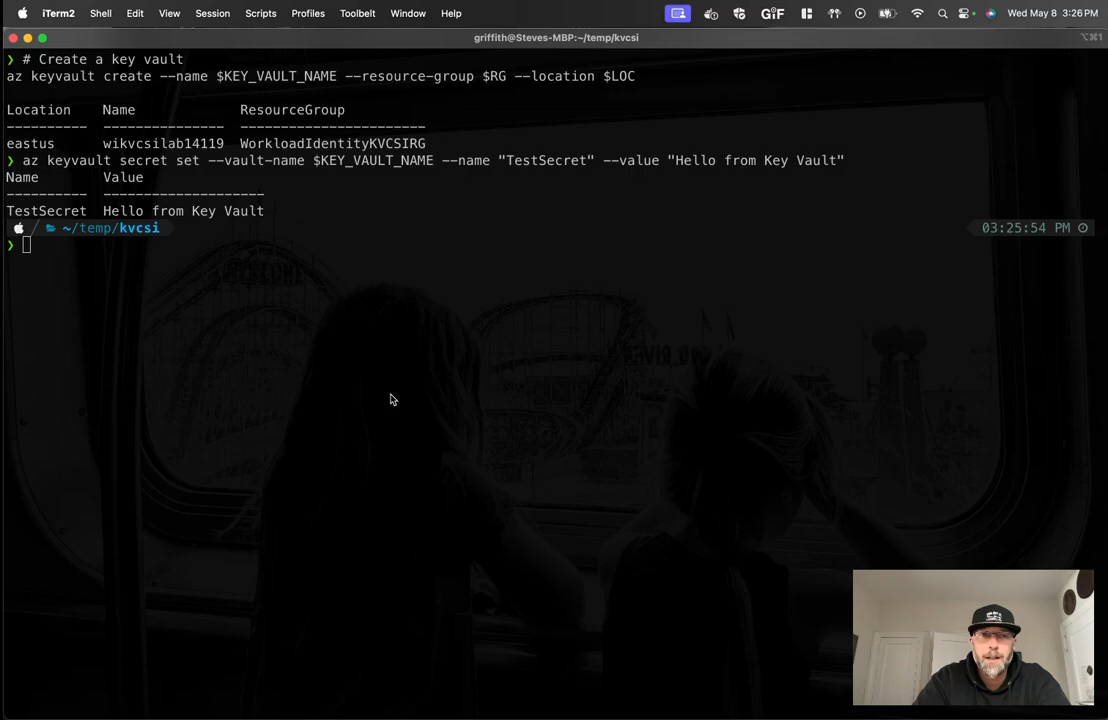 iTerm2 Shell Edit View Session Scripts Profiles Toolbelt Window Help GIF Wed May 8 3:26 PM
griffith@Steves-MBP:~/temp/kvcsi ⌥⌘1
❯ # Create a key vault
az keyvault create --name $KEY_VAULT_NAME --resource-group $RG --location $LOC
Location Name ResourceGroup
---------- --------------- -----------------------
eastus wikvcsilab14119 WorkloadIdentityKVCSIRG
❯ az keyvault secret set --vault-name $KEY_VAULT_NAME --name "TestSecret" --value "Hello from Key Vault"
Name Value
---------- --------------------
TestSecret Hello from Key Vault
~/temp/kvcsi 03:25:54 PM
❯